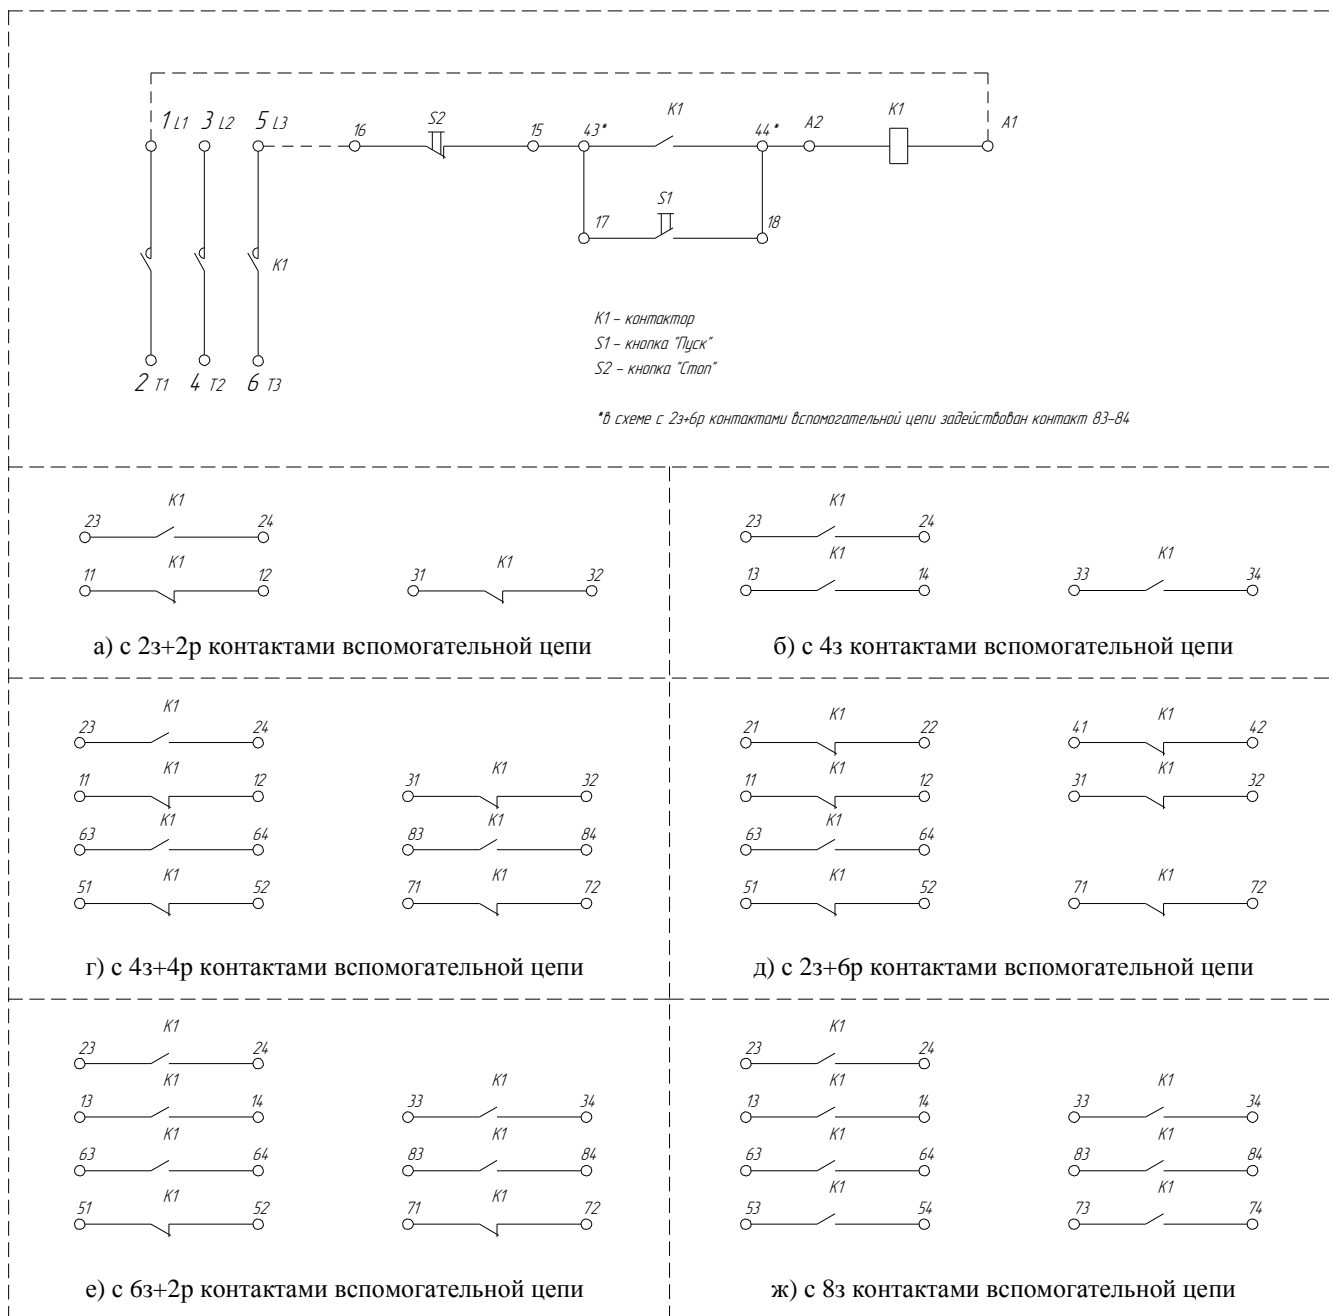 1 L1 3 L2 5 L3 16 S2 15 43* K1 44* A2 K1 A1
17 S1 18
K1
2 T1 4 T2 6 T3
K1 – контактор
S1 – кнопка "Пуск"
S2 – кнопка "Стоп"
*в схеме с 2з+6р контактами вспомогательной цепи задействован контакт 83–84
23 K1 24
11 K1 12 31 K1 32
а) с 2з+2р контактами вспомогательной цепи
23 K1 24
13 K1 14 33 K1 34
б) с 4з контактами вспомогательной цепи
23 K1 24
11 K1 12 31 K1 32
63 K1 64 83 K1 84
51 K1 52 71 K1 72
г) с 4з+4р контактами вспомогательной цепи
21 K1 22 41 K1 42
11 K1 12 31 K1 32
63 K1 64
51 K1 52 71 K1 72
д) с 2з+6р контактами вспомогательной цепи
23 K1 24
13 K1 14 33 K1 34
63 K1 64 83 K1 84
51 K1 52 71 K1 72
е) с 6з+2р контактами вспомогательной цепи
23 K1 24
13 K1 14 33 K1 34
63 K1 64 83 K1 84
53 K1 54 73 K1 74
ж) с 8з контактами вспомогательной цепи